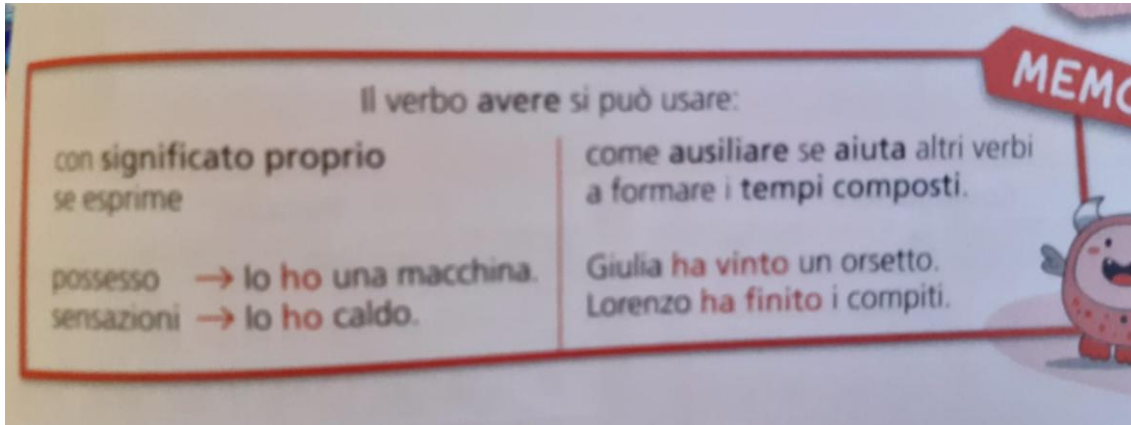 MEMO
Il verbo avere si può usare:
con significato proprio
se esprime
possesso → Io ho una macchina.
sensazioni → Io ho caldo.
come ausiliare se aiuta altri verbi
a formare i tempi composti.
Giulia ha vinto un orsetto.
Lorenzo ha finito i compiti.